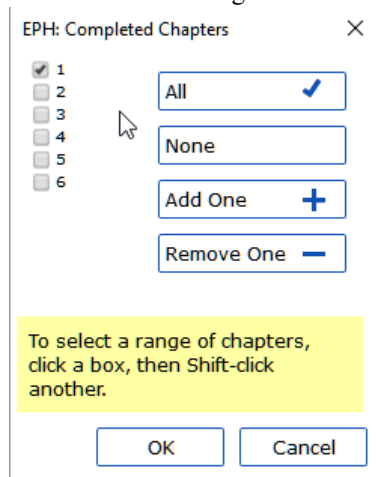 EPH: Completed Chapters
1
2
3
4
5
6
All
None
Add One
Remove One
To select a range of chapters,
click a box, then Shift-click
another.
OK
Cancel